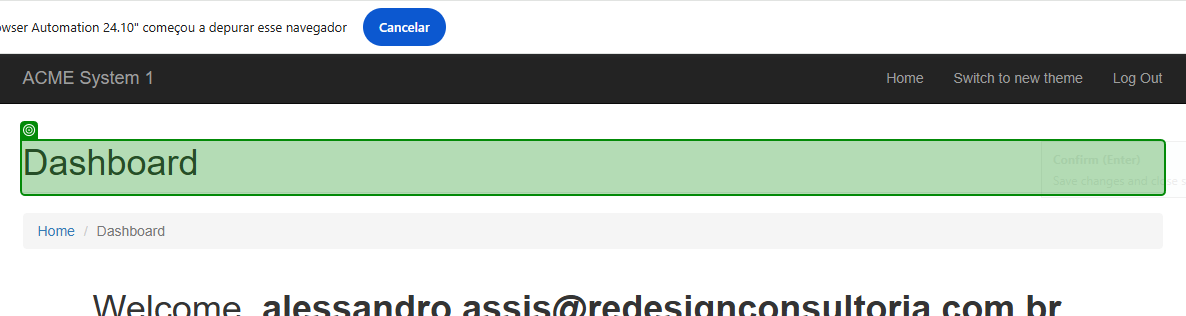 owser Automation 24.10" começou a depurar esse navegador Cancelar
ACME System 1 Home Switch to new theme Log Out
Dashboard
Confirm (Enter)
Save changes and close s
Home / Dashboard
Welcome, alessandro.assis@redesignconsultoria.com.br